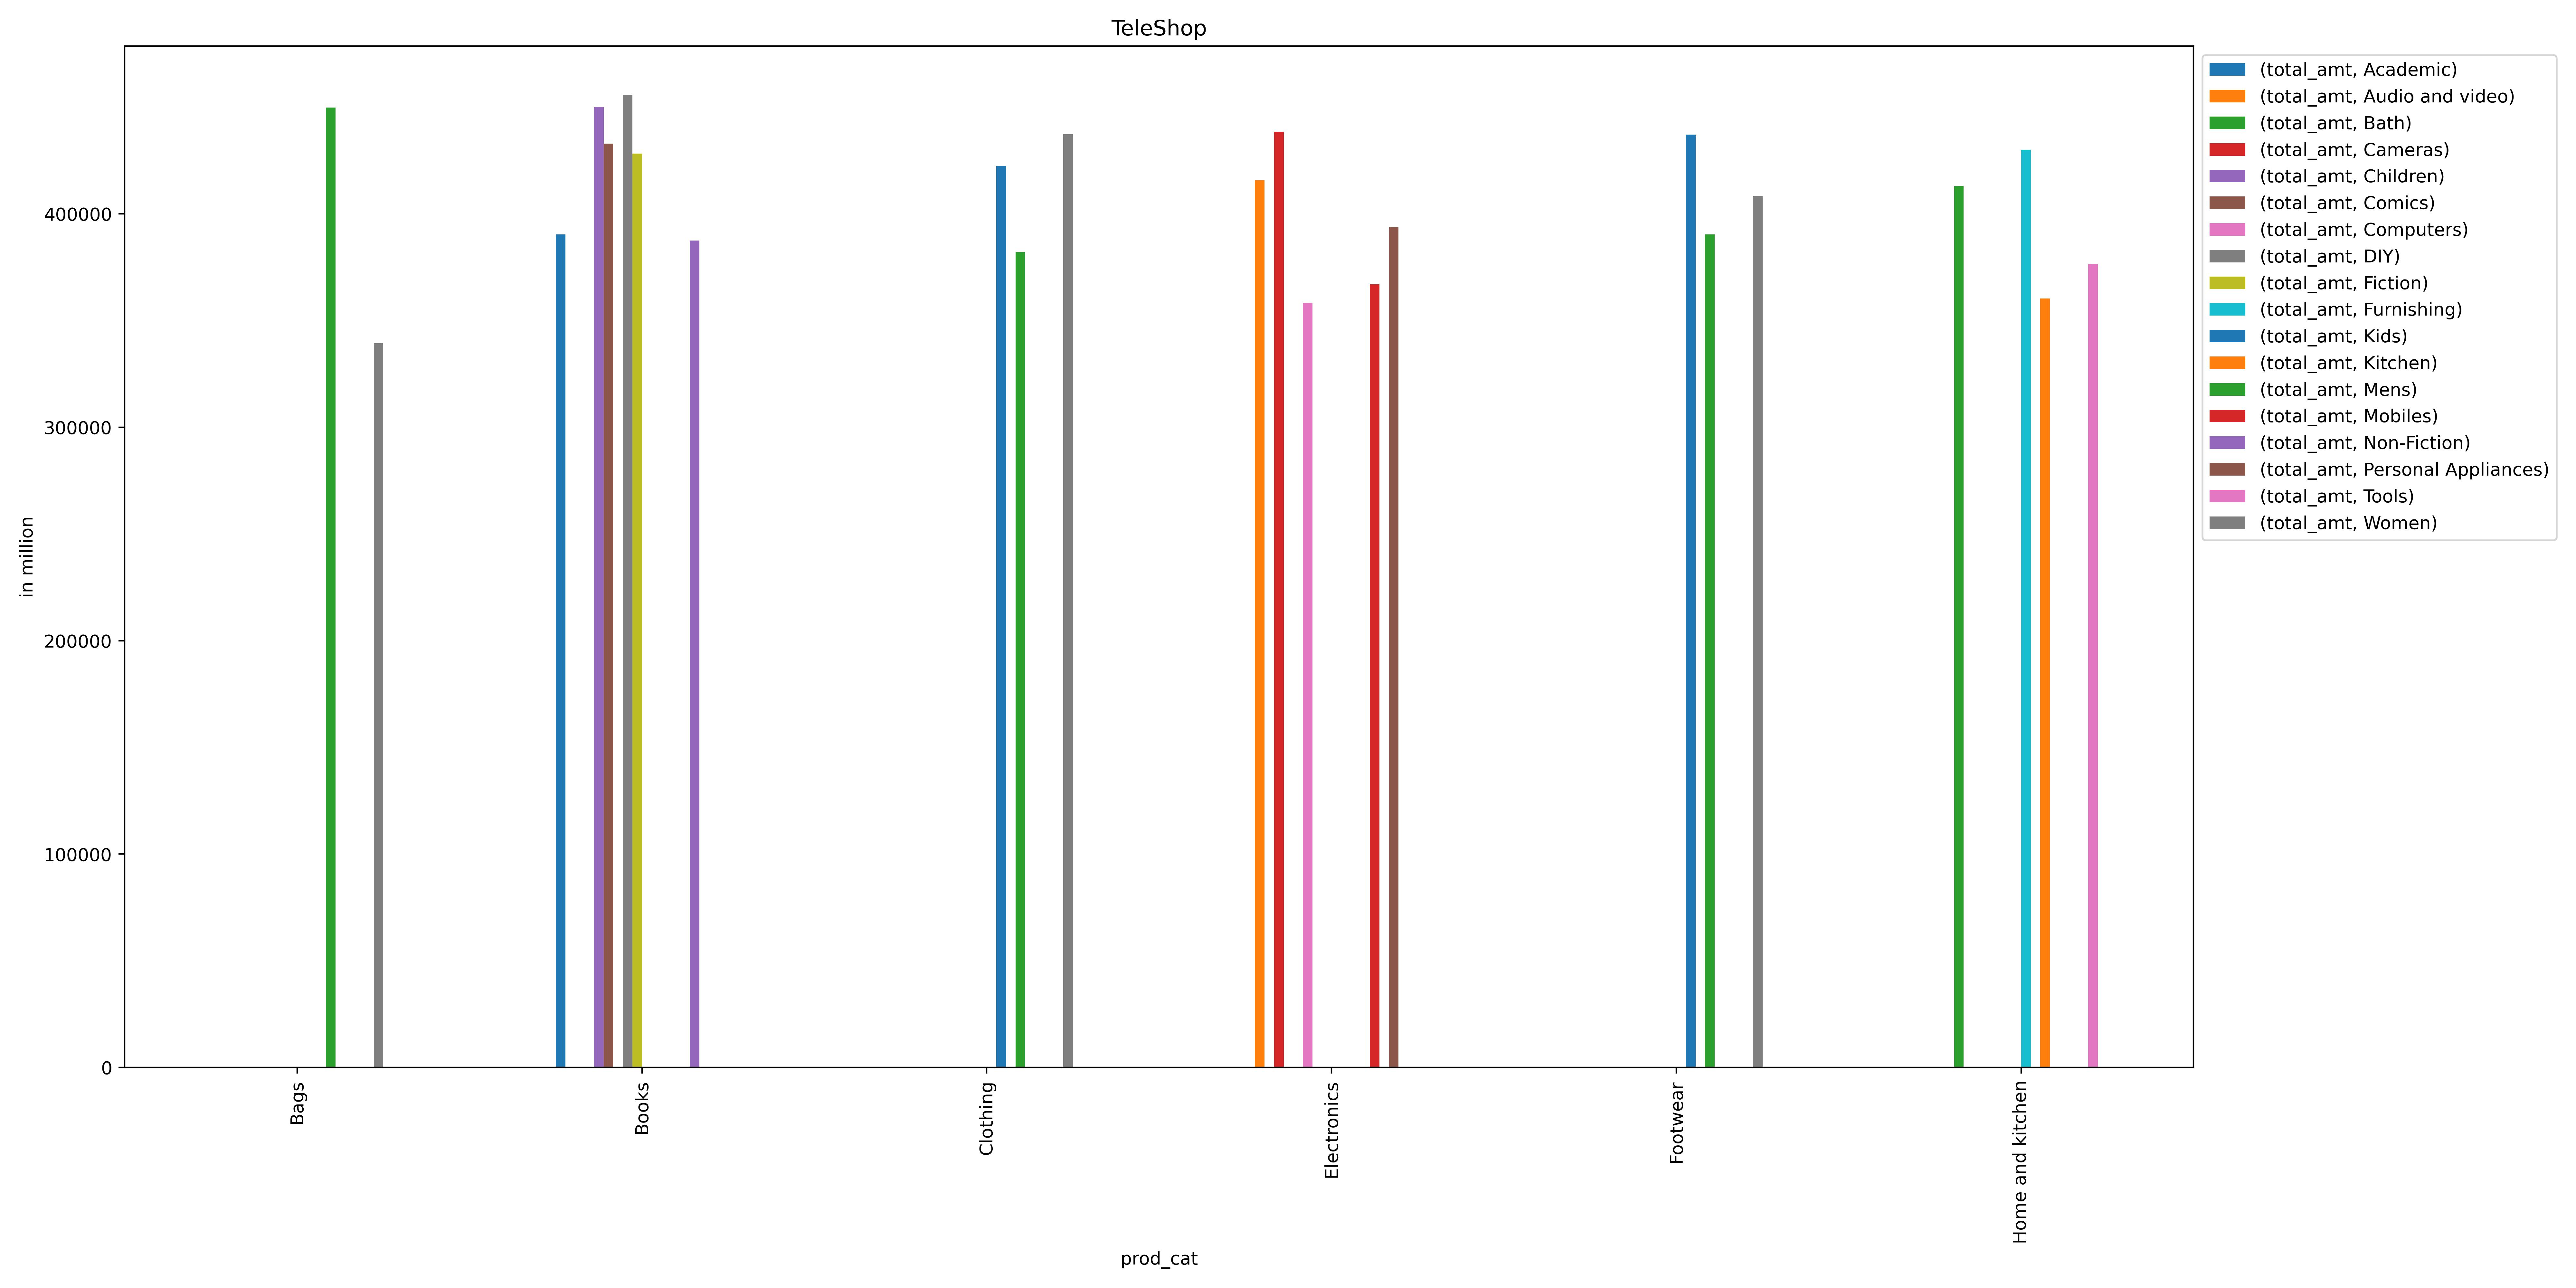 TeleShop
in million
400000
300000
200000
100000
0
Bags
Books
Clothing
Electronics
Footwear
Home and kitchen
prod_cat
(total_amt, Academic)
(total_amt, Audio and video)
(total_amt, Bath)
(total_amt, Cameras)
(total_amt, Children)
(total_amt, Comics)
(total_amt, Computers)
(total_amt, DIY)
(total_amt, Fiction)
(total_amt, Furnishing)
(total_amt, Kids)
(total_amt, Kitchen)
(total_amt, Mens)
(total_amt, Mobiles)
(total_amt, Non-Fiction)
(total_amt, Personal Appliances)
(total_amt, Tools)
(total_amt, Women)